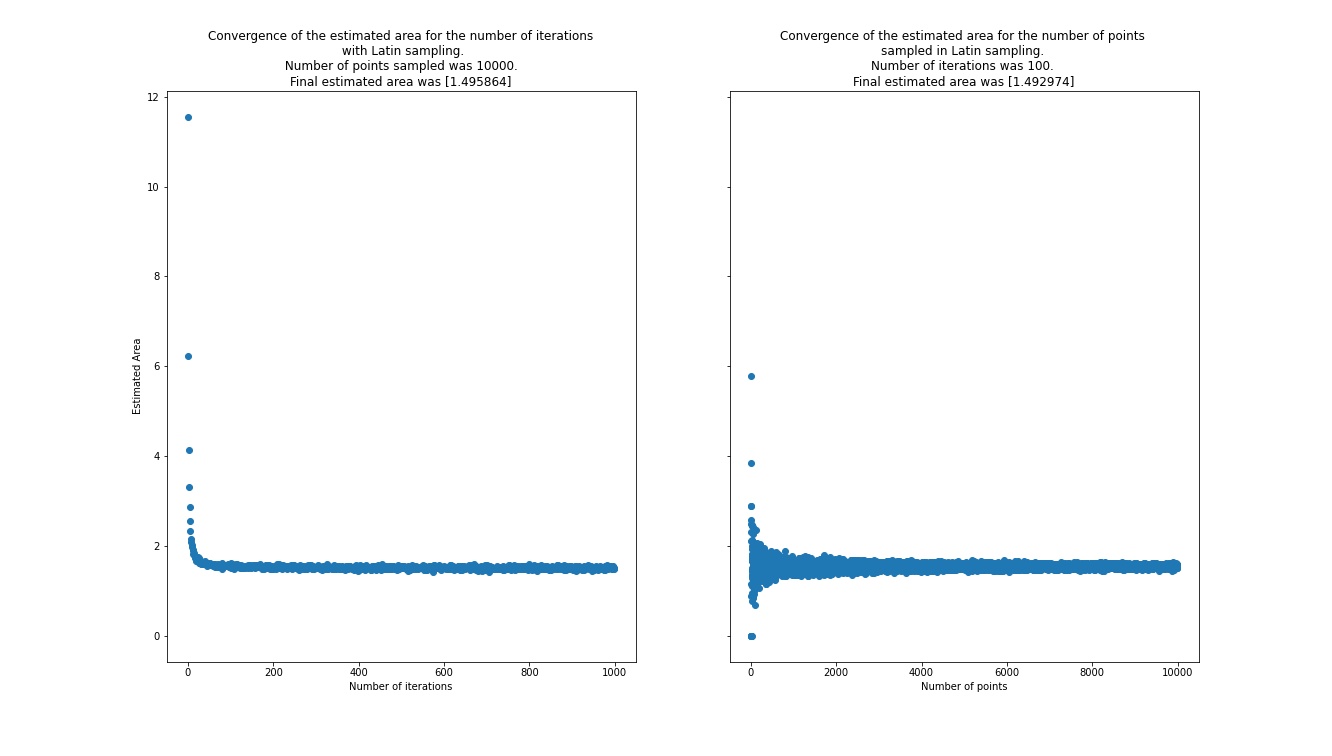 Convergence of the estimated area for the number of iterations
with Latin sampling.
Number of points sampled was 10000.
Final estimated area was [1.495864]
12
10
8
6
4
2
0
Estimated Area
0 200 400 600 800 1000
Number of iterations
Convergence of the estimated area for the number of points
sampled in Latin sampling.
Number of iterations was 100.
Final estimated area was [1.492974]
0 2000 4000 6000 8000 10000
Number of points